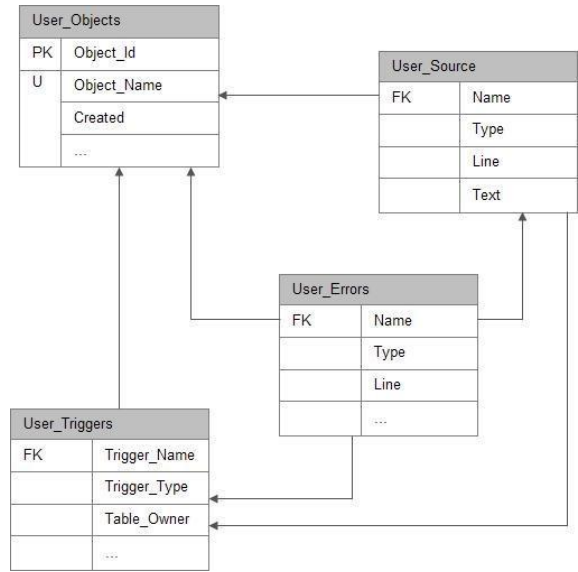 User_Objects
PK Object_Id
U Object_Name
Created
...
User_Source
FK Name
Type
Line
Text
User_Errors
FK Name
Type
Line
...
User_Triggers
FK Trigger_Name
Trigger_Type
Table_Owner
...